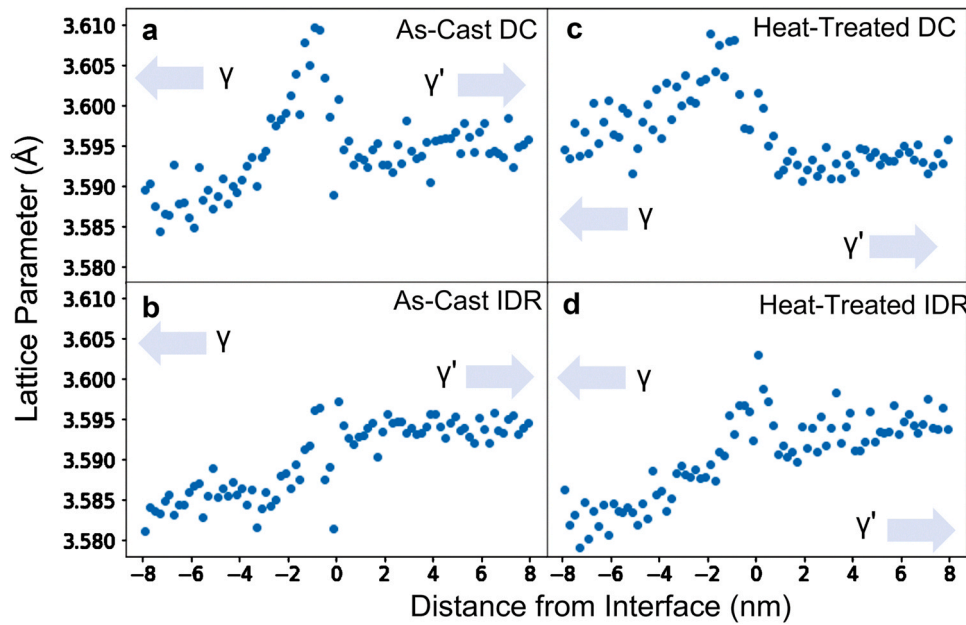 a As-Cast DC
γ γ'
3.610
3.605
3.600
3.595
3.590
3.585
3.580
c Heat-Treated DC
γ
γ'
b As-Cast IDR
γ
γ'
3.610
3.605
3.600
3.595
3.590
3.585
3.580
d Heat-Treated IDR
γ
γ'
−8 −6 −4 −2 0 2 4 6 8
−8 −6 −4 −2 0 2 4 6 8
Lattice Parameter (Å)
Distance from Interface (nm)